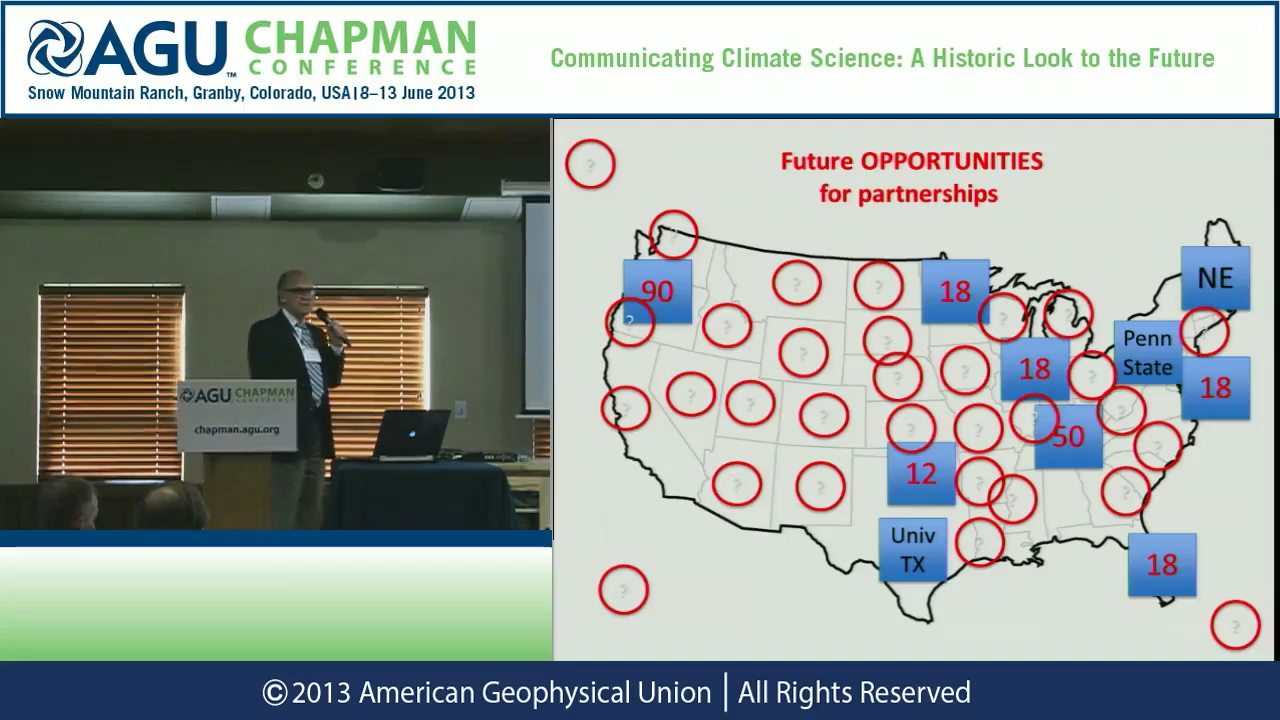 AGU CHAPMAN
CONFERENCE
TM
Snow Mountain Ranch, Granby, Colorado, USA|8–13 June 2013
Communicating Climate Science: A Historic Look to the Future
AGU CHAPMAN
CONFERENCE
chapman.agu.org
Future OPPORTUNITIES
for partnerships
?
?
90
?
?
18
NE
?
?
?
?
?
Penn
State
?
?
?
18
?
?
?
18
?
?
?
?
?
?
?
50
?
?
12
?
?
?
?
?
Univ
TX
?
18
?
?
©2013 American Geophysical Union | All Rights Reserved